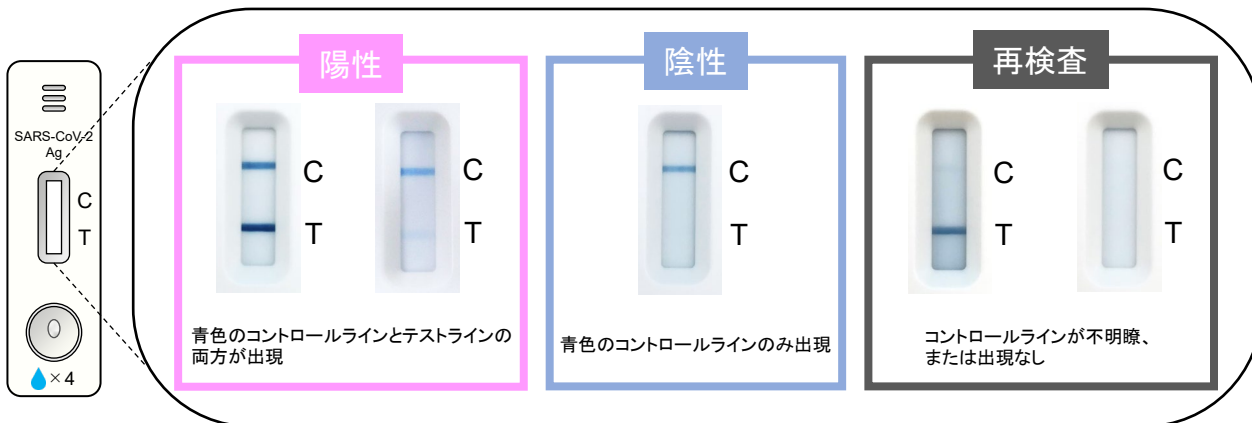 SARS-CoV-2
Ag
C
T
×4
陽性
C
T
C
T
青色のコントロールラインとテストラインの
両方が出現
陰性
C
T
青色のコントロールラインのみ出現
再検査
C
T
C
T
コントロールラインが不明瞭、
または出現なし